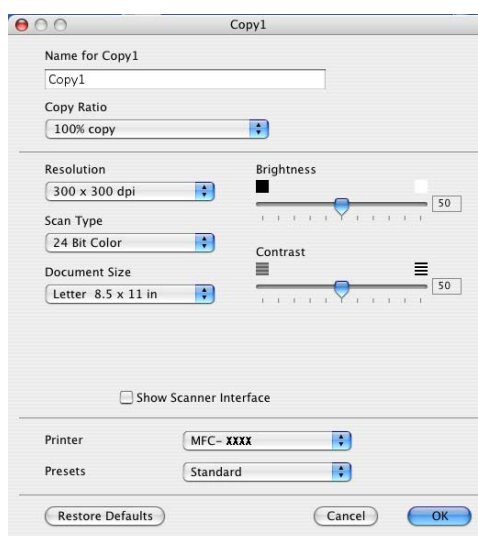 Copy1
Name for Copy1
Copy1
Copy Ratio
100% copy
Resolution
300 x 300 dpi
Scan Type
24 Bit Color
Document Size
Letter 8.5 x 11 in
Brightness
50
Contrast
50
Show Scanner Interface
Printer
MFC- XXXX
Presets
Standard
Restore Defaults
Cancel
OK